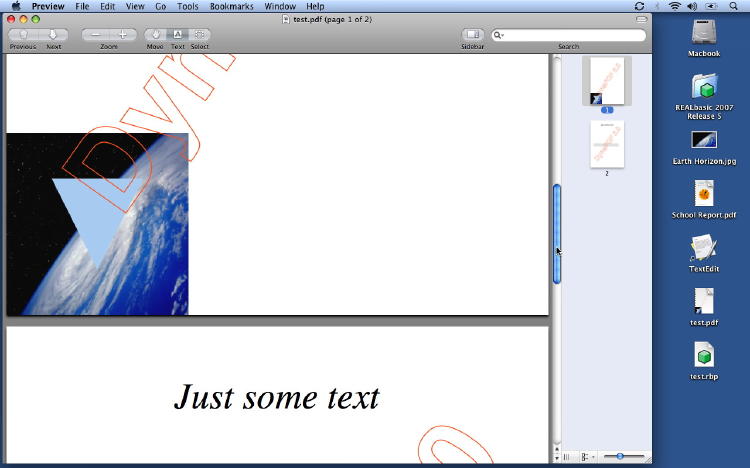 Preview File Edit View Go Tools Bookmarks Window Help
test.pdf (page 1 of 2)
Previous Next Zoom Move Text Select Sidebar Search
Dyn
1
2
Just some text
Macbook
REALbasic 2007
Release 5
Earth Horizon.jpg
School Report.pdf
TextEdit
test.pdf
test.rbp